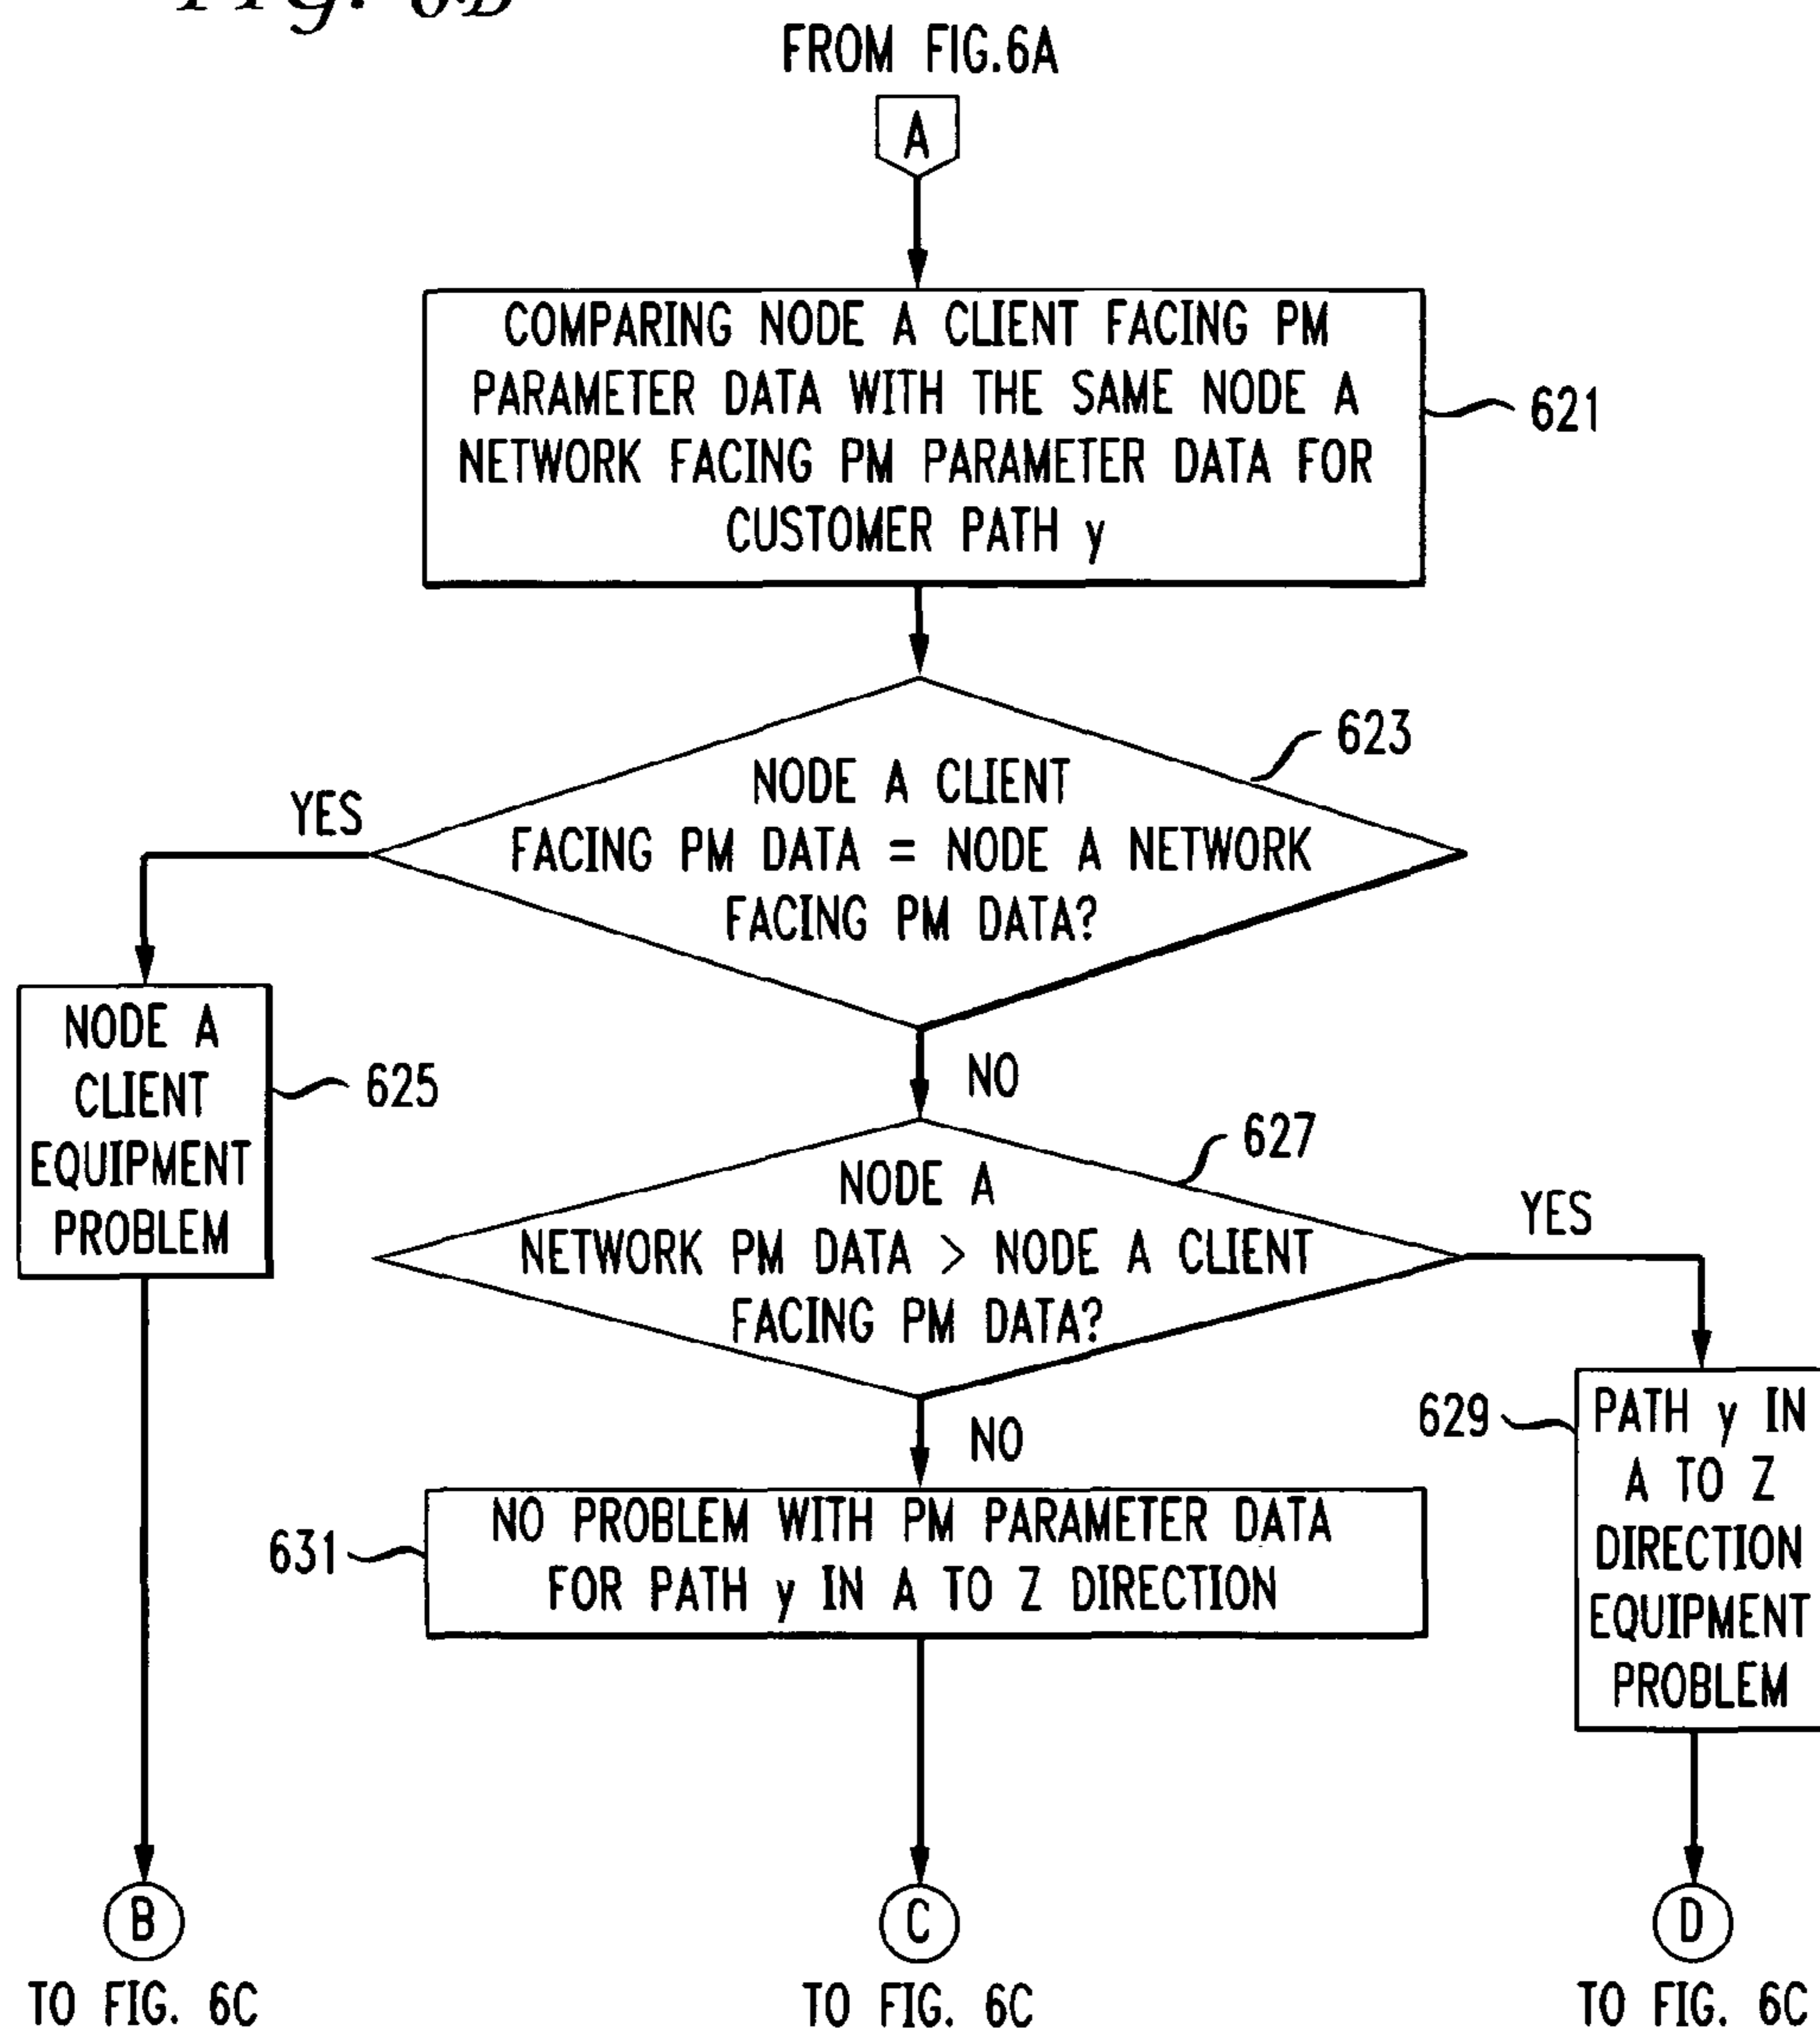 FIG. 6B
FROM FIG.6A
A
COMPARING NODE A CLIENT FACING PM
PARAMETER DATA WITH THE SAME NODE A
NETWORK FACING PM PARAMETER DATA FOR
CUSTOMER PATH y
621
623
NODE A CLIENT
FACING PM DATA = NODE A NETWORK
FACING PM DATA?
YES
NODE A
CLIENT
EQUIPMENT
PROBLEM
625
NO
627
NODE A
NETWORK PM DATA > NODE A CLIENT
FACING PM DATA?
YES
629
PATH y IN
A TO Z
DIRECTION
EQUIPMENT
PROBLEM
NO
631
NO PROBLEM WITH PM PARAMETER DATA
FOR PATH y IN A TO Z DIRECTION
B
C
D
TO FIG. 6C
TO FIG. 6C
TO FIG. 6C